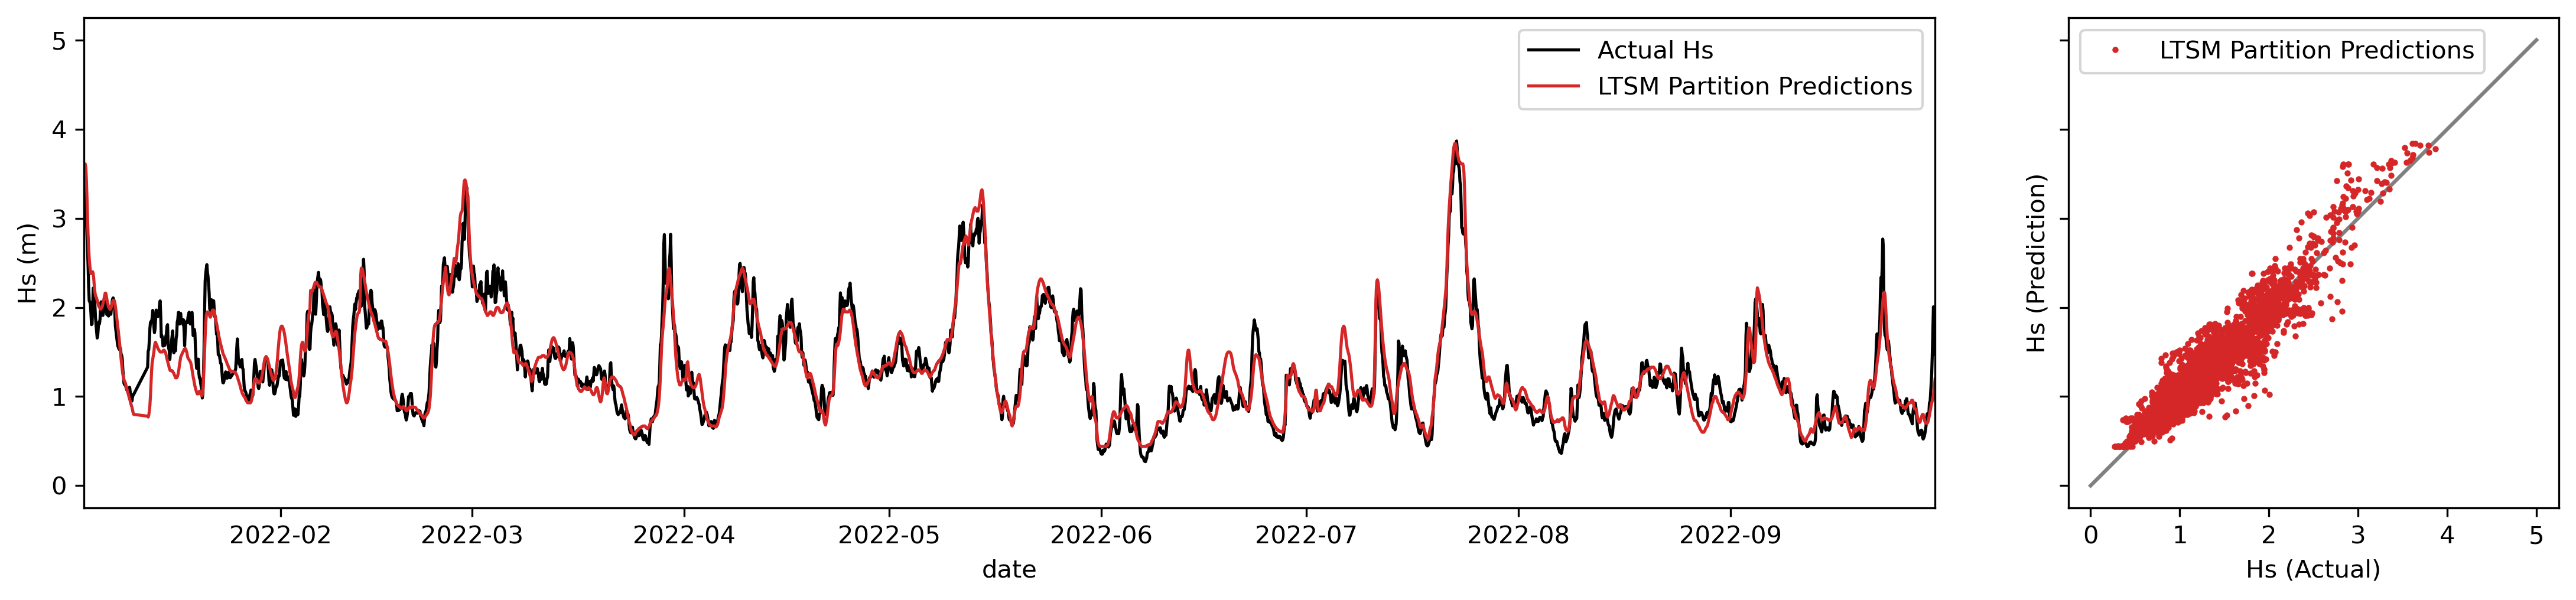 5
4
3
2
1
0
Hs (m)
Actual Hs
LTSM Partition Predictions
2022-02
2022-03
2022-04
2022-05
2022-06
2022-07
2022-08
2022-09
date
LTSM Partition Predictions
Hs (Prediction)
0
1
2
3
4
5
Hs (Actual)